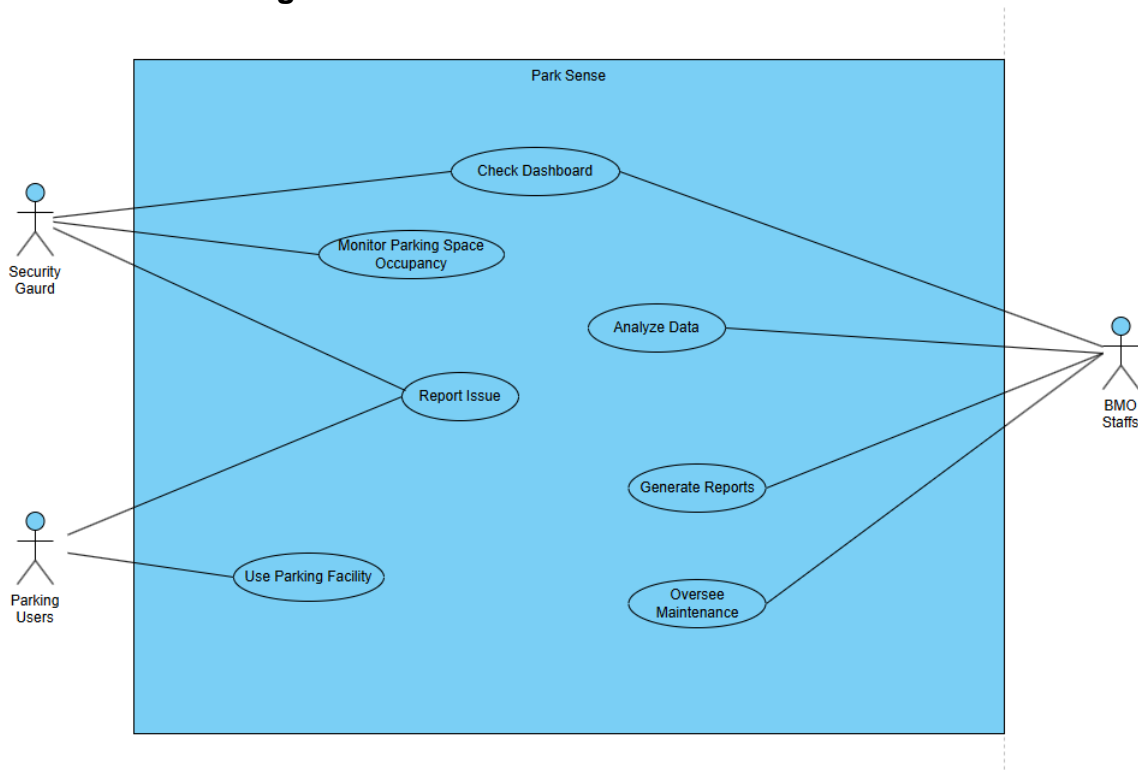 Park Sense
Check Dashboard
Monitor Parking Space
Occupancy
Security
Gaurd
Analyze Data
BMO
Staffs
Report Issue
Generate Reports
Use Parking Facility
Oversee
Maintenance
Parking
Users